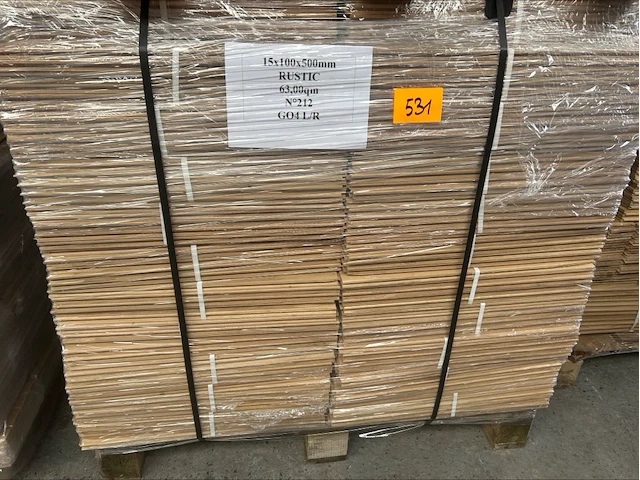 15x100x500mm
RUSTIC
63,00qm
N°212
GO4 L/R
531